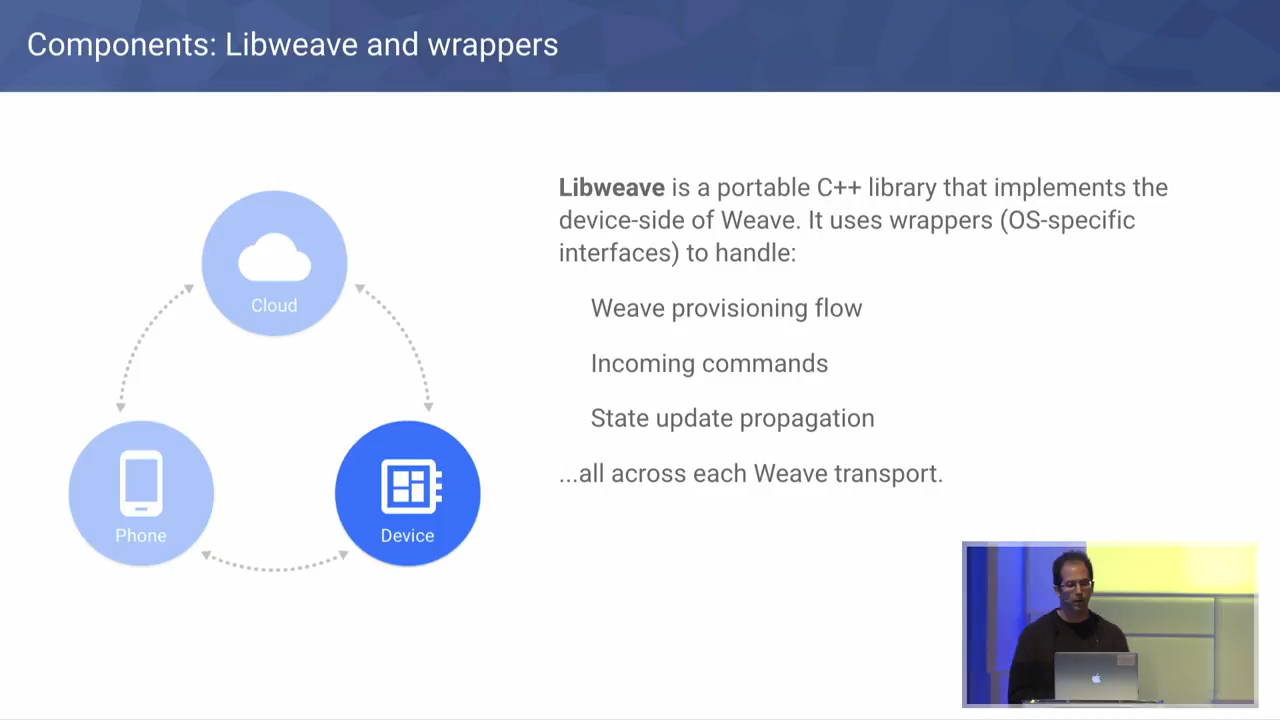 Components: Libweave and wrappers
Libweave is a portable C++ library that implements the
device-side of Weave. It uses wrappers (OS-specific
interfaces) to handle:
Weave provisioning flow
Incoming commands
State update propagation
...all across each Weave transport.
Cloud
Phone
Device